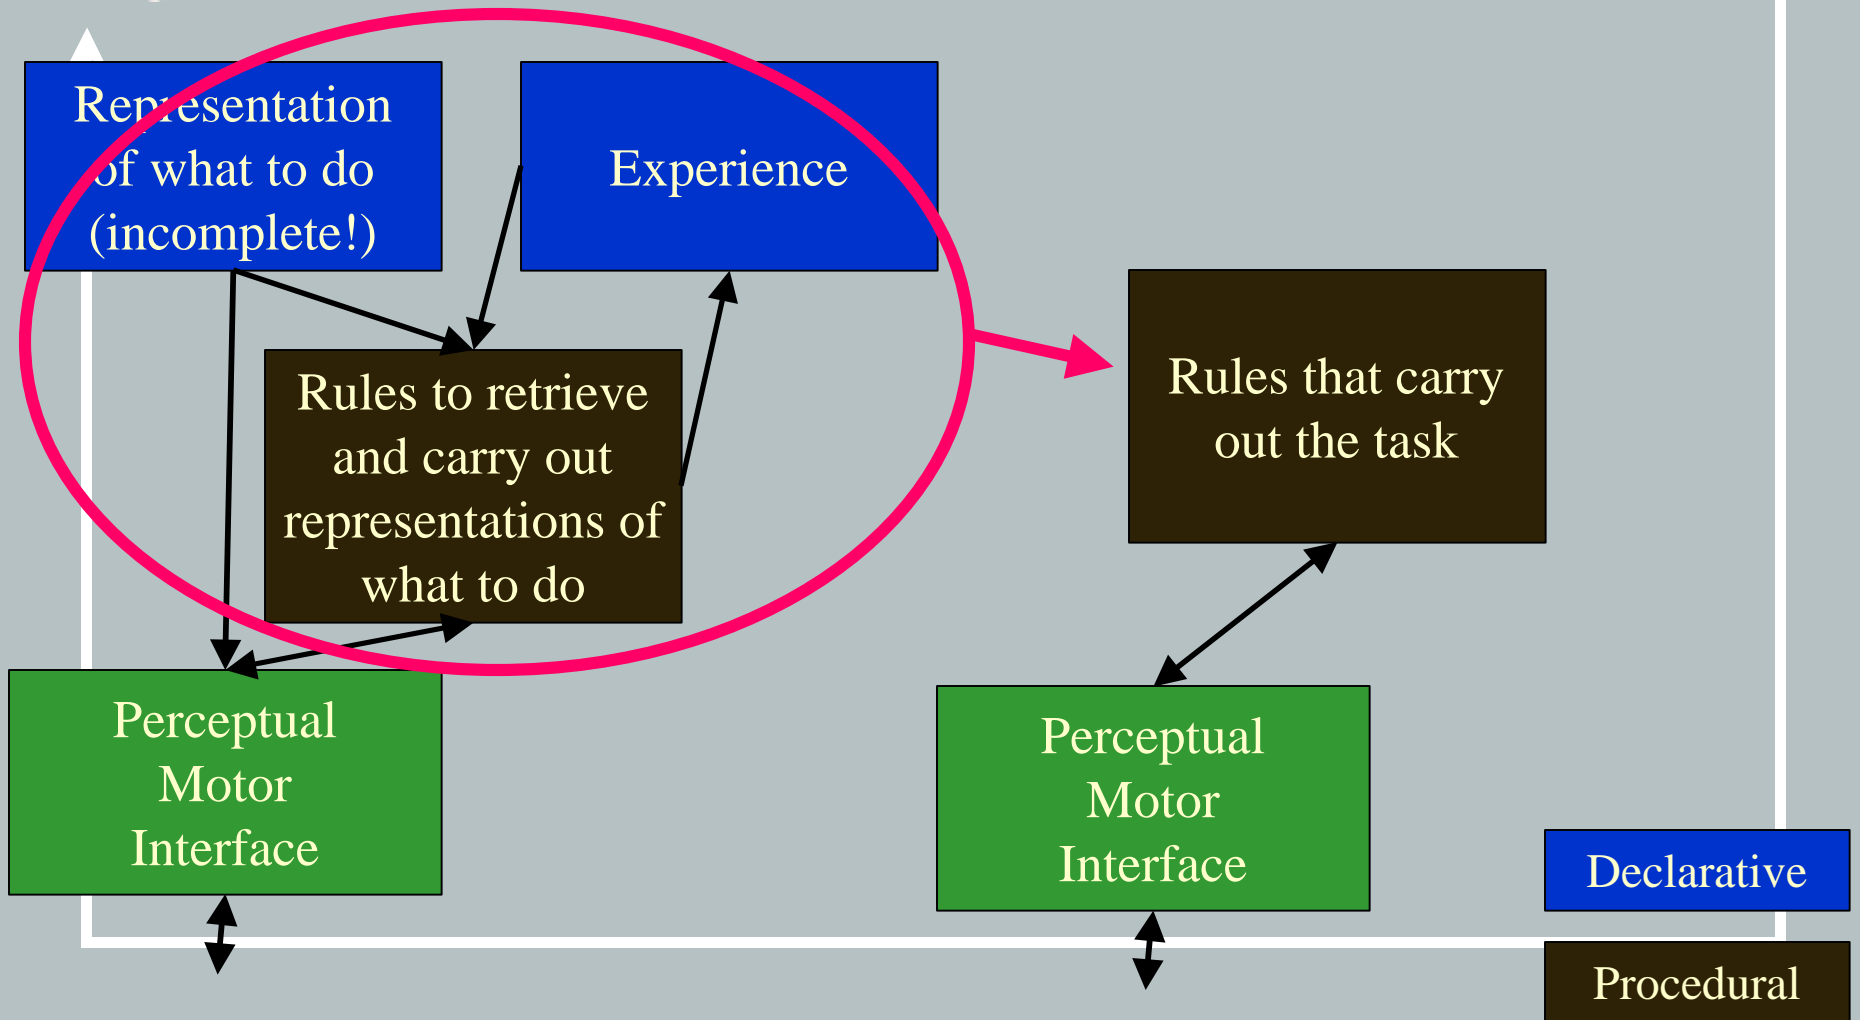 Representation
of what to do
(incomplete!)
Experience
Rules to retrieve
and carry out
representations of
what to do
Rules that carry
out the task
Perceptual
Motor
Interface
Perceptual
Motor
Interface
Declarative
Procedural